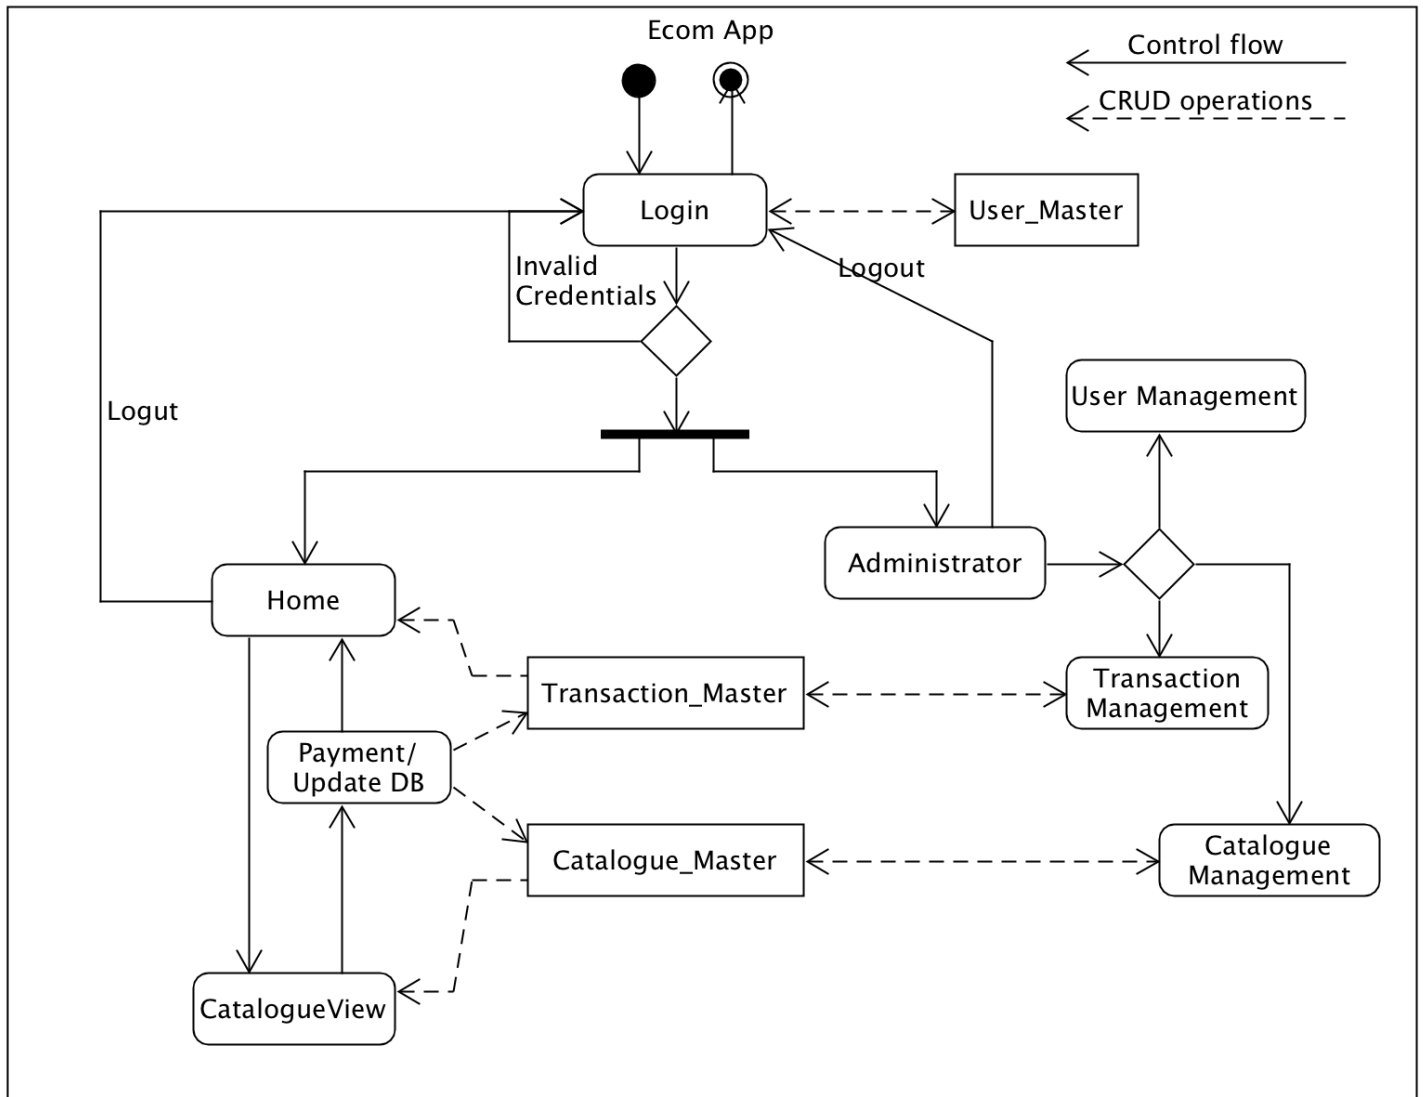 Ecom App
Control flow
CRUD operations
Login
User_Master
Invalid
Credentials
Logout
User Management
Logut
Administrator
Home
Transaction_Master
Transaction
Management
Payment/
Update DB
Catalogue_Master
Catalogue
Management
CatalogueView